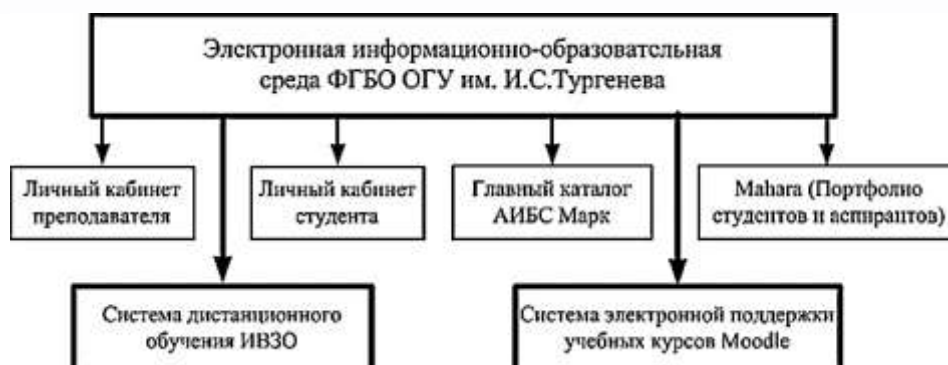 Электронная информационно-образовательная
среда ФГБО ОГУ им. И.С.Тургенева
Личный кабинет
преподавателя
Личный кабинет
студента
Главный каталог
АИБС Марк
Mahara (Портфолио
студентов и аспирантов)
Система дистанционного
обучения ИВЗО
Система электронной поддержки
учебных курсов Moodle